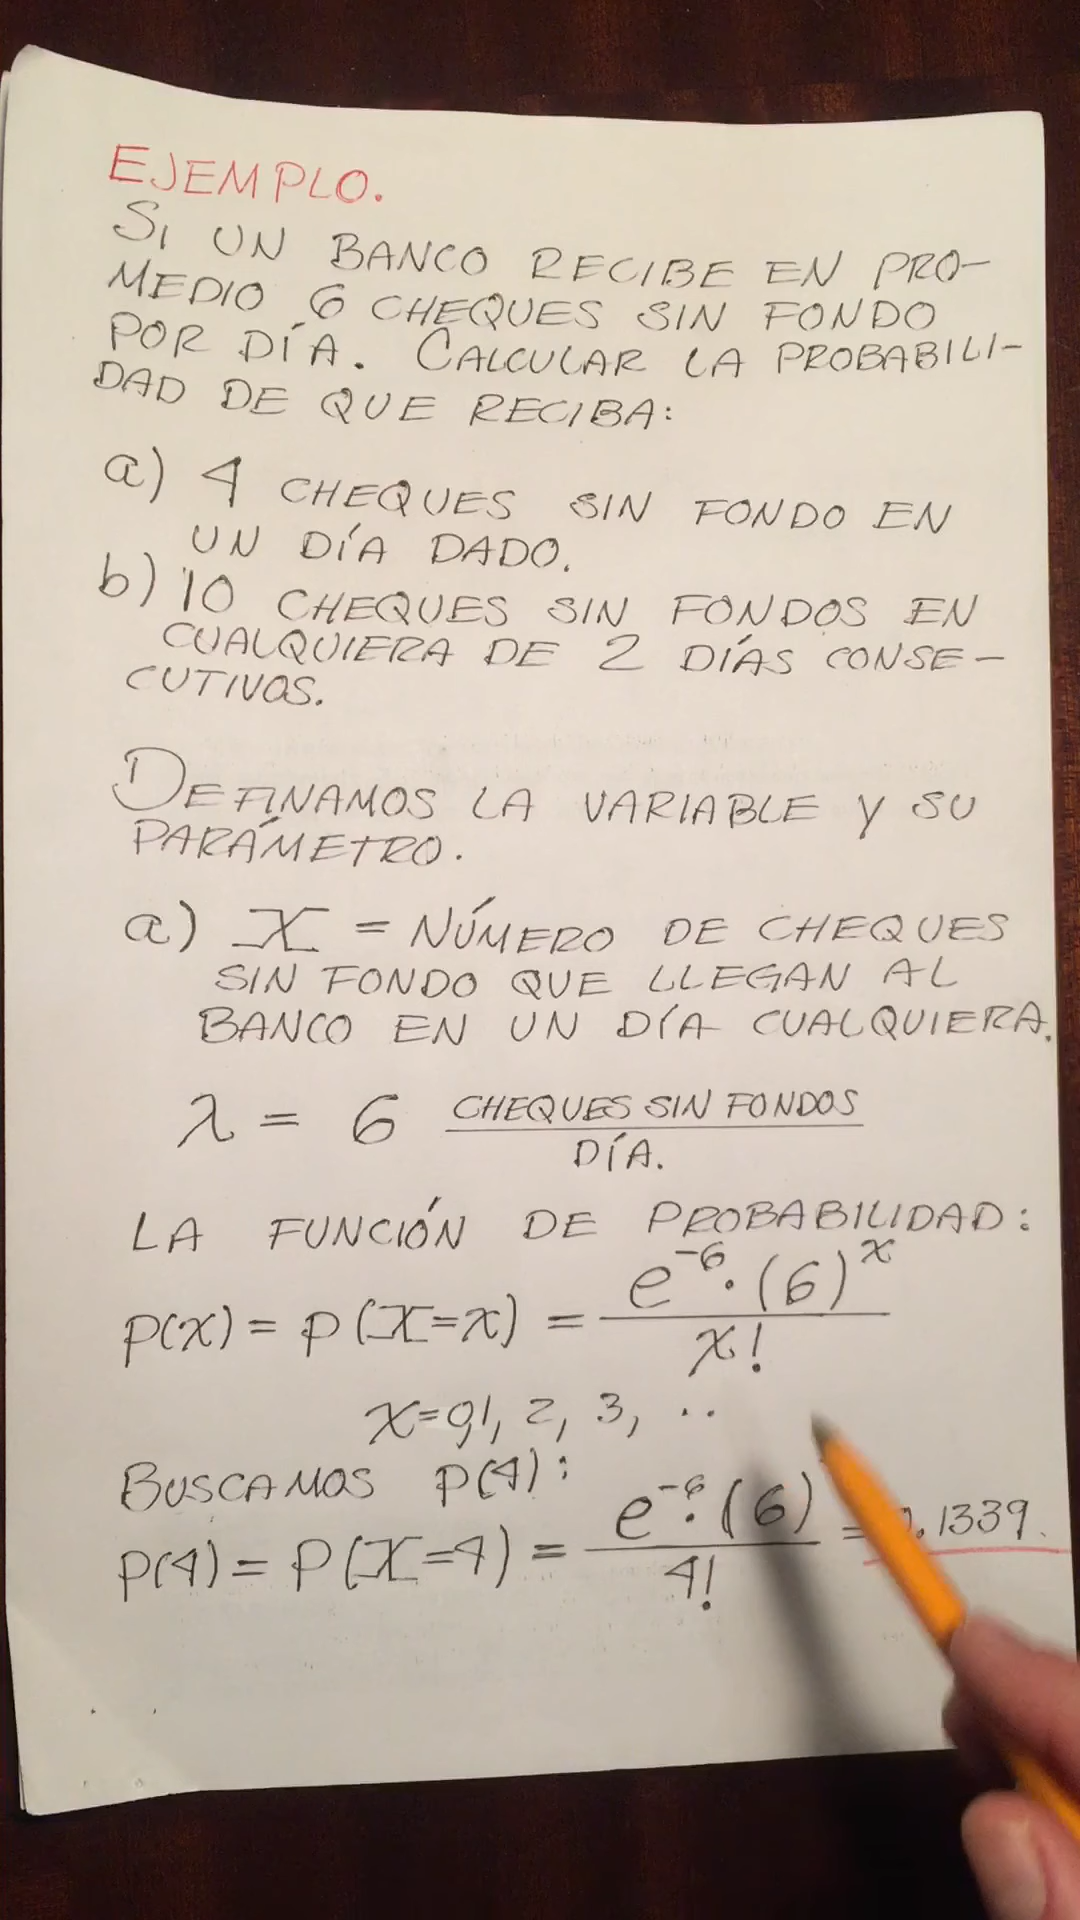 EJEMPLO.
SI UN BANCO RECIBE EN PRO-
MEDIO 6 CHEQUES SIN FONDO
POR DÍA. CALCULAR LA PROBABILI-
DAD DE QUE RECIBA:
a) 4 CHEQUES SIN FONDO EN
UN DÍA DADO.
b) 10 CHEQUES SIN FONDOS EN
CUALQUIERA DE 2 DÍAS CONSE-
CUTIVOS.
DEFINAMOS LA VARIABLE Y SU
PARÁMETRO.
a) X = NÚMERO DE CHEQUES
SIN FONDO QUE LLEGAN AL
BANCO EN UN DÍA CUALQUIERA.
λ = 6 CHEQUES SIN FONDOS / DÍA.
LA FUNCIÓN DE PROBABILIDAD:
p(x) = p(X=x) = e^-6 · (6)^x / x!
x=0,1, 2, 3, ..
BUSCAMOS p(4):
p(4) = p(X=4) = e^-6 · (6) / 4! = .1339